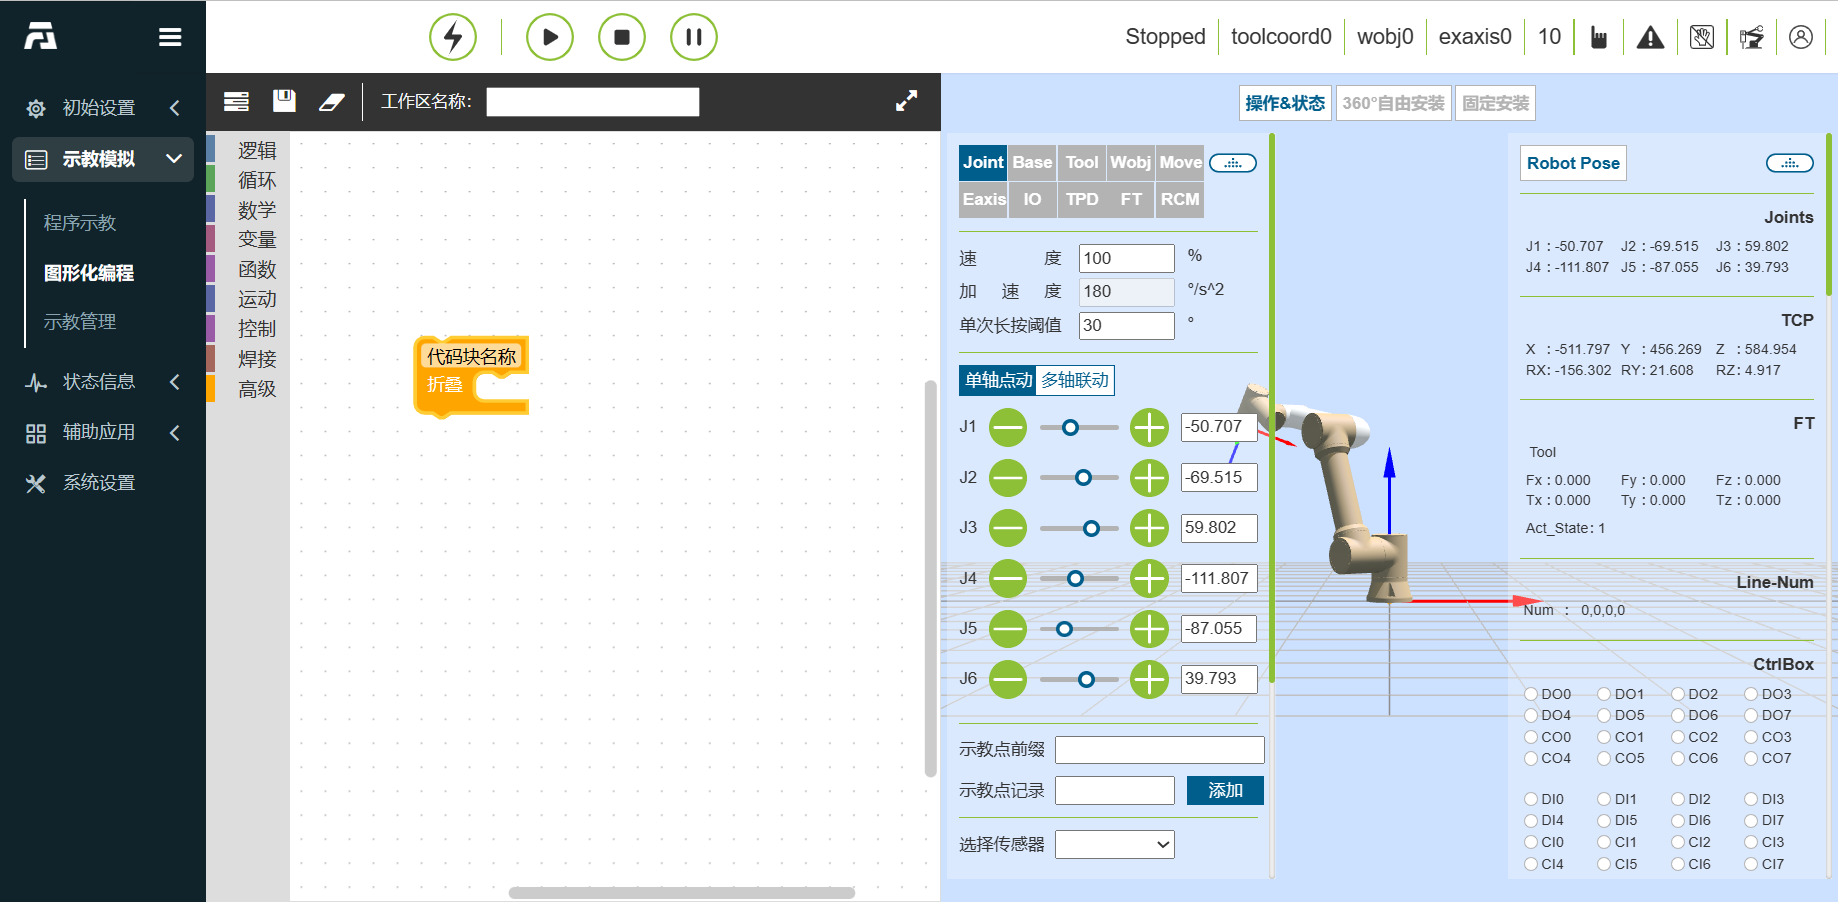 Stopped toolcoord0 wobj0 exaxis0 10
初始设置
示教模拟
程序示教
图形化编程
示教管理
状态信息
辅助应用
系统设置
工作区名称:
逻辑
循环
数学
变量
函数
运动
控制
焊接
高级
代码块名称
折叠
操作&状态 360°自由安装 固定安装
Joint Base Tool Wobj Move
Eaxis IO TPD FT RCM
速度 100 %
加速度 180 °/s^2
单次长按阈值 30 °
单轴点动 多轴联动
J1 -50.707
J2 -69.515
J3 59.802
J4 -111.807
J5 -87.055
J6 39.793
示教点前缀
示教点记录 添加
选择传感器
Robot Pose
Joints
J1 : -50.707 J2 : -69.515 J3 : 59.802
J4 : -111.807 J5 : -87.055 J6 : 39.793
TCP
X : -511.797 Y : 456.269 Z : 584.954
RX: -156.302 RY: 21.608 RZ: 4.917
FT
Tool
Fx : 0.000 Fy : 0.000 Fz : 0.000
Tx : 0.000 Ty : 0.000 Tz : 0.000
Act_State: 1
Line-Num
Num : 0,0,0,0
CtrlBox
DO0 DO1 DO2 DO3
DO4 DO5 DO6 DO7
CO0 CO1 CO2 CO3
CO4 CO5 CO6 CO7
DI0 DI1 DI2 DI3
DI4 DI5 DI6 DI7
CI0 CI1 CI2 CI3
CI4 CI5 CI6 CI7